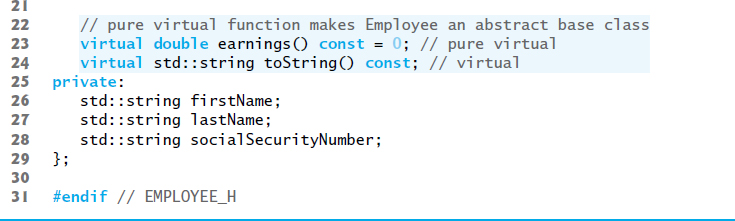 21
22 // pure virtual function makes Employee an abstract base class
23 virtual double earnings() const = 0; // pure virtual
24 virtual std::string toString() const; // virtual
25 private:
26 std::string firstName;
27 std::string lastName;
28 std::string socialSecurityNumber;
29 };
30
31 #endif // EMPLOYEE_H